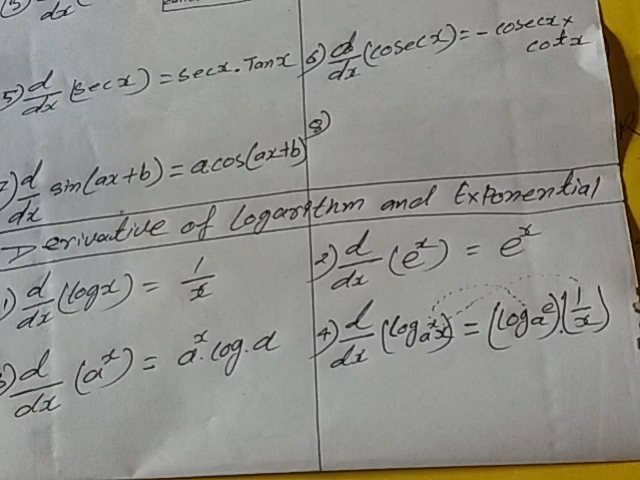 5) d/dx (secx) = secx . Tanx
6) d/dx (cosecx) = - cosecx x cotx
7) d/dx sin(ax+b) = a cos(ax+b)
8)
Derivative of Logarithm and Exponential
1) d/dx (logx) = 1/x
2) d/dx (e^x) = e^x
3) d/dx (a^x) = a^x . log . a
4) d/dx (log_a x) = (log_a e) . (1/x)